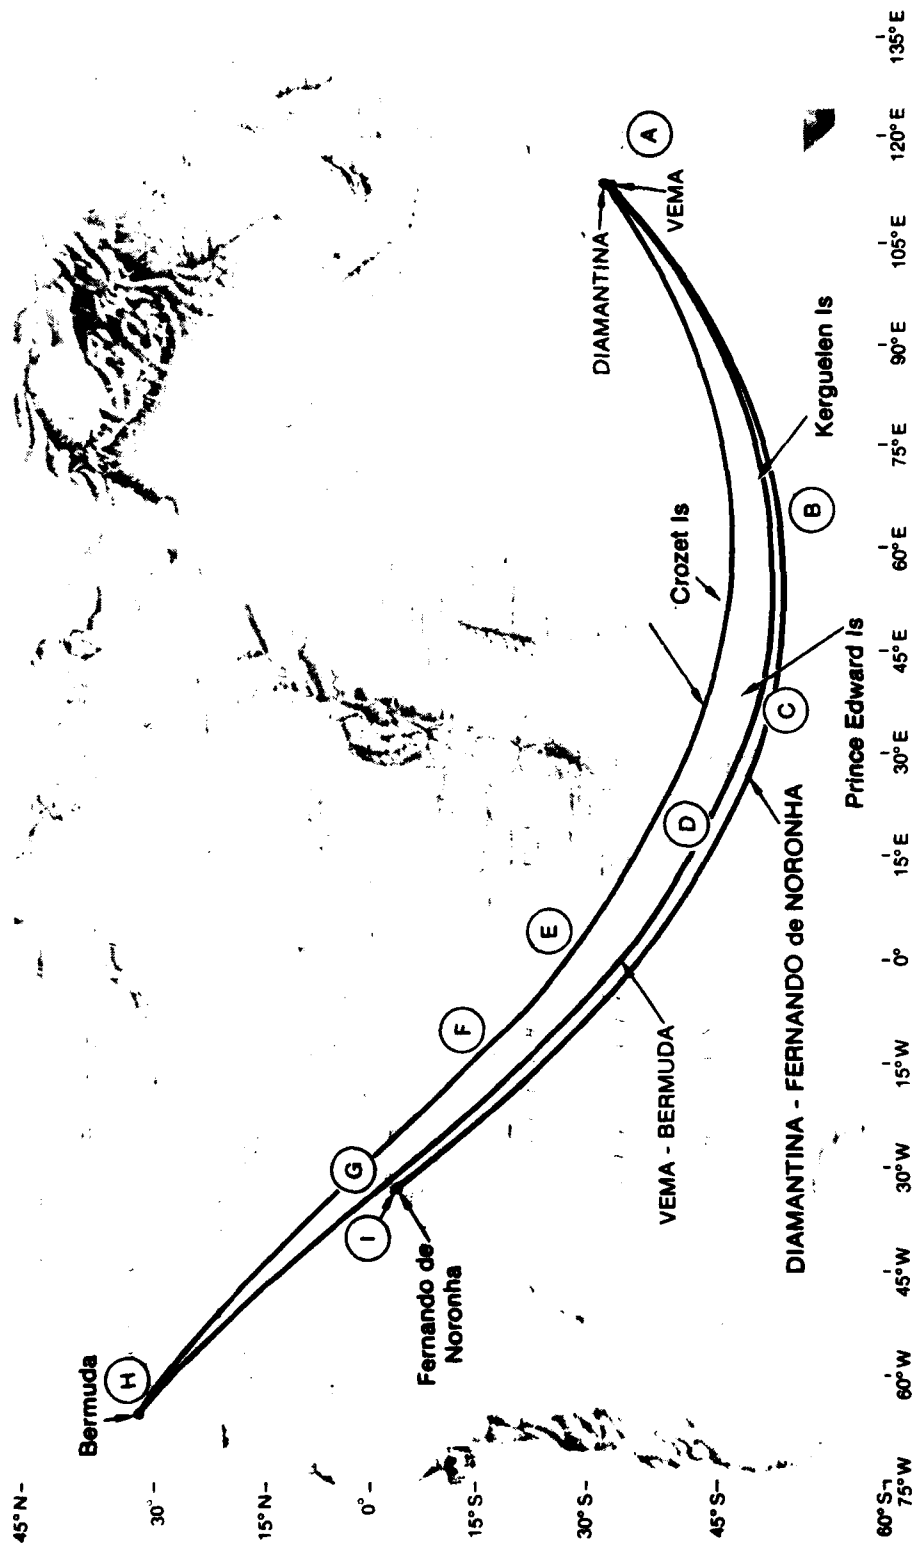 45° N
30°
15° N
0°
15° S
30° S
45° S
60° S
75° W
60° W
45° W
30° W
15° W
0°
15° E
30° E
45° E
60° E
75° E
90° E
105° E
120° E
135° E
Bermuda
H
Fernando de
Noronha
I
G
F
E
D
VEMA - BERMUDA
DIAMANTINA - FERNANDO de NORONHA
C
Prince Edward Is
Crozet Is
B
Kerguelen Is
DIAMANTINA
VEMA
A